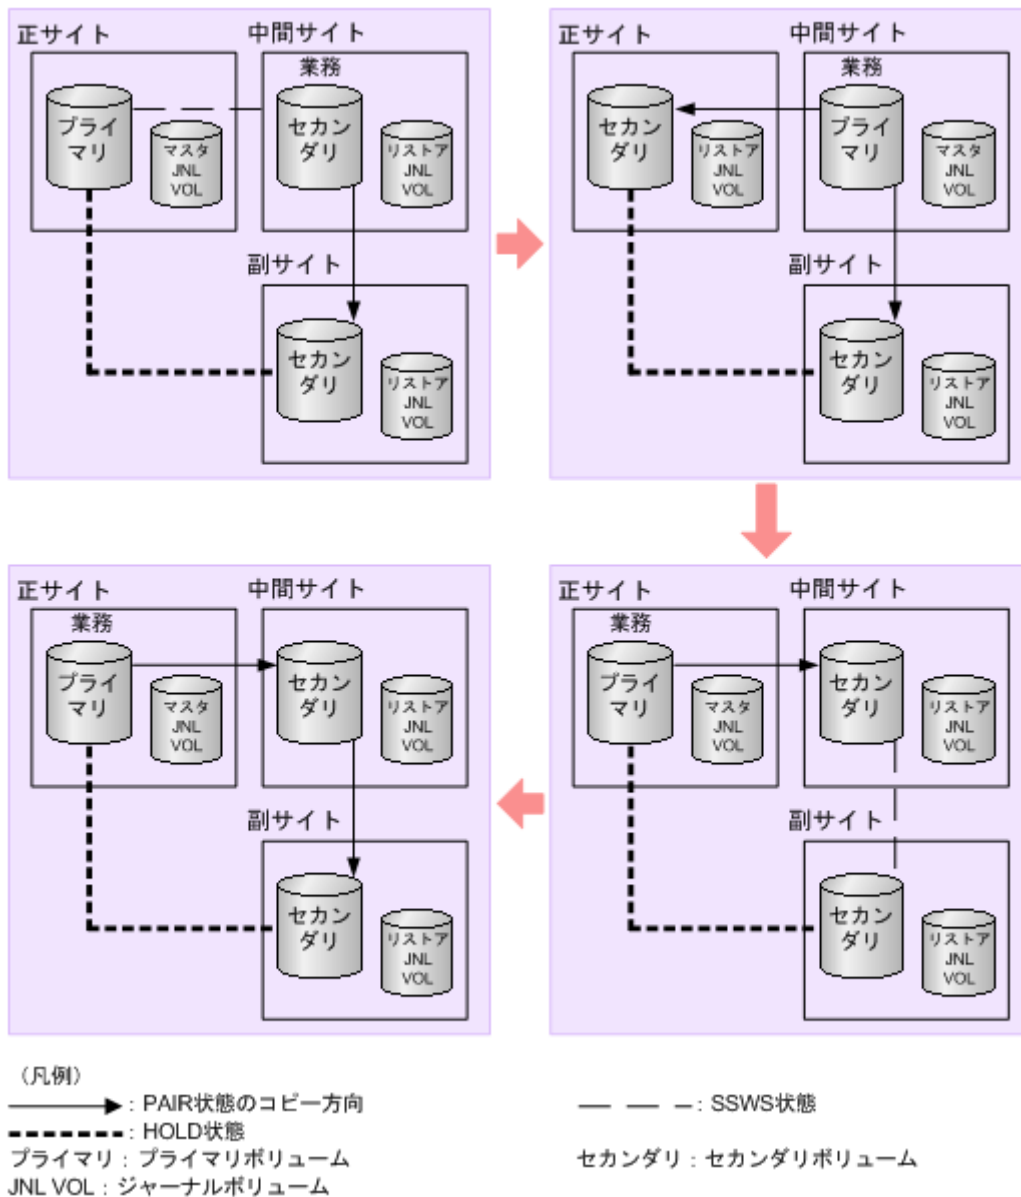 正サイト
中間サイト
業務
プライ
マリ
マスタ
JNL
VOL
セカン
ダリ
リストア
JNL
VOL
副サイト
セカン
ダリ
リストア
JNL
VOL
正サイト
中間サイト
業務
セカン
ダリ
リストア
JNL
VOL
プライ
マリ
マスタ
JNL
VOL
副サイト
セカン
ダリ
リストア
JNL
VOL
正サイト
中間サイト
業務
プライ
マリ
マスタ
JNL
VOL
セカン
ダリ
リストア
JNL
VOL
副サイト
セカン
ダリ
リストア
JNL
VOL
正サイト
中間サイト
業務
プライ
マリ
マスタ
JNL
VOL
セカン
ダリ
リストア
JNL
VOL
副サイト
セカン
ダリ
リストア
JNL
VOL
（凡例）
：PAIR状態のコピー方向
：SSWS状態
：HOLD状態
プライマリ：プライマリボリューム
セカンダリ：セカンダリボリューム
JNL VOL：ジャーナルボリューム